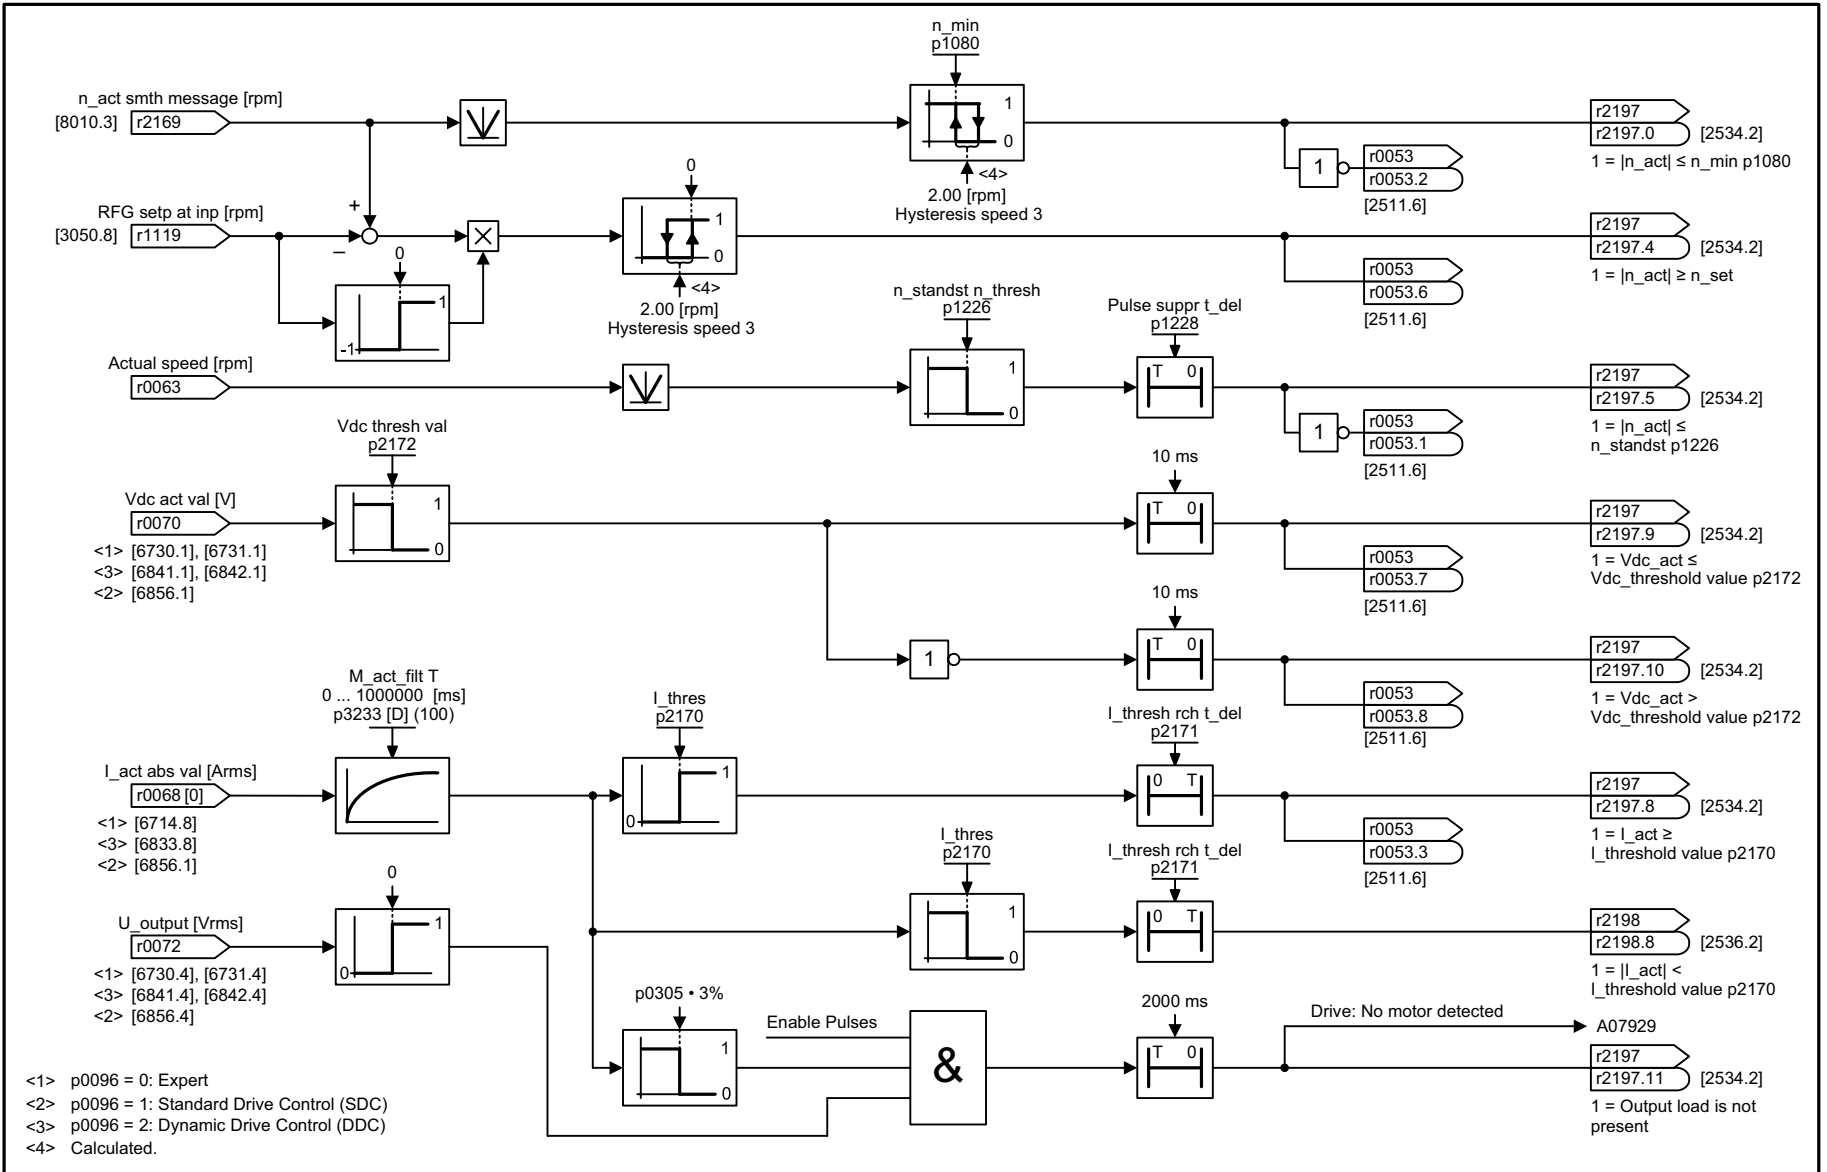 n_min
p1080
n_act smth message [rpm]
[8010.3] r2169
1
0
<4>
2.00 [rpm]
Hysteresis speed 3
r2197
r2197.0 [2534.2]
1 = |n_act| ≤ n_min p1080
1
r0053
r0053.2
[2511.6]
RFG setp at inp [rpm]
[3050.8] r1119
+
–
0
1
-1
0
1
0
<4>
2.00 [rpm]
Hysteresis speed 3
r2197
r2197.4 [2534.2]
1 = |n_act| ≥ n_set
r0053
r0053.6
[2511.6]
Actual speed [rpm]
r0063
n_standst n_thresh
p1226
1
0
Pulse suppr t_del
p1228
T 0
r2197
r2197.5 [2534.2]
1 = |n_act| ≤
n_standst p1226
1
r0053
r0053.1
[2511.6]
Vdc thresh val
p2172
Vdc act val [V]
r0070
<1> [6730.1], [6731.1]
<3> [6841.1], [6842.1]
<2> [6856.1]
1
0
10 ms
T 0
r2197
r2197.9 [2534.2]
1 = Vdc_act ≤
Vdc_threshold value p2172
r0053
r0053.7
[2511.6]
10 ms
1
T 0
r2197
r2197.10 [2534.2]
1 = Vdc_act >
Vdc_threshold value p2172
r0053
r0053.8
[2511.6]
M_act_filt T
0 ... 1000000 [ms]
p3233 [D] (100)
I_act abs val [Arms]
r0068 [0]
<1> [6714.8]
<3> [6833.8]
<2> [6856.1]
I_thres
p2170
1
0
I_thresh rch t_del
p2171
0 T
r2197
r2197.8 [2534.2]
1 = I_act ≥
I_threshold value p2170
r0053
r0053.3
[2511.6]
I_thres
p2170
1
0
I_thresh rch t_del
p2171
0 T
r2198
r2198.8 [2536.2]
1 = |I_act| <
I_threshold value p2170
U_output [Vrms]
r0072
<1> [6730.4], [6731.4]
<3> [6841.4], [6842.4]
<2> [6856.4]
0
1
0
p0305 • 3%
1
0
Enable Pulses
&
2000 ms
T 0
Drive: No motor detected
A07929
r2197
r2197.11 [2534.2]
1 = Output load is not
present
<1> p0096 = 0: Expert
<2> p0096 = 1: Standard Drive Control (SDC)
<3> p0096 = 2: Dynamic Drive Control (DDC)
<4> Calculated.